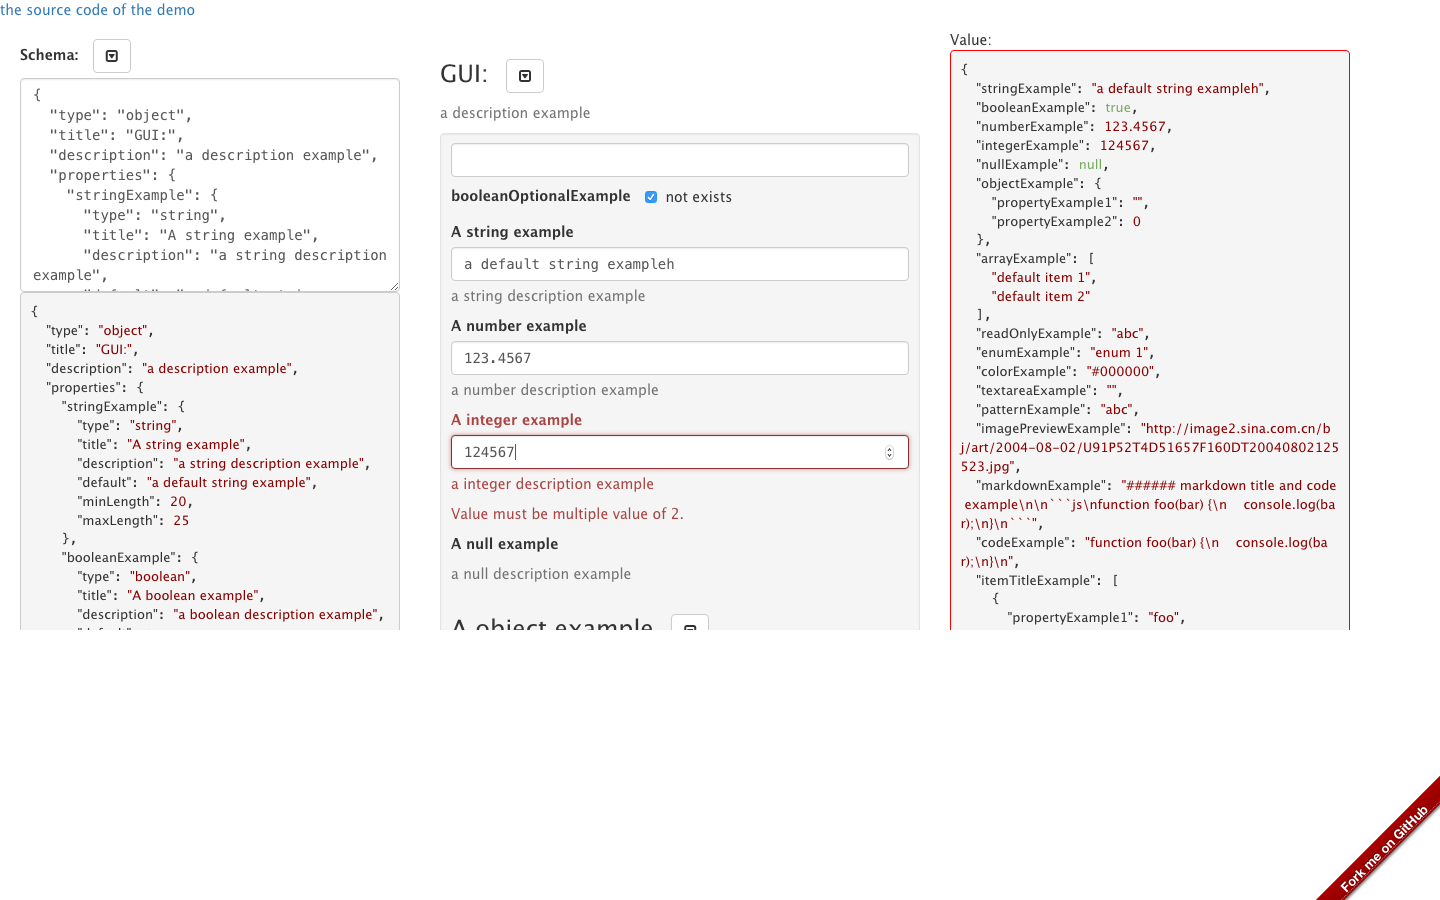 the source code of the demo
Schema:
{
  "type": "object",
  "title": "GUI:",
  "description": "a description example",
  "properties": {
    "stringExample": {
      "type": "string",
      "title": "A string example",
      "description": "a string description
example",
{
  "type": "object",
  "title": "GUI:",
  "description": "a description example",
  "properties": {
    "stringExample": {
      "type": "string",
      "title": "A string example",
      "description": "a string description example",
      "default": "a default string example",
      "minLength": 20,
      "maxLength": 25
    },
    "booleanExample": {
      "type": "boolean",
      "title": "A boolean example",
      "description": "a boolean description example",
GUI:
a description example
booleanOptionalExample not exists
A string example
a default string exampleh
a string description example
A number example
123.4567
a number description example
A integer example
124567
a integer description example
Value must be multiple value of 2.
A null example
a null description example
A object example
Value:
{
  "stringExample": "a default string exampleh",
  "booleanExample": true,
  "numberExample": 123.4567,
  "integerExample": 124567,
  "nullExample": null,
  "objectExample": {
    "propertyExample1": "",
    "propertyExample2": 0
  },
  "arrayExample": [
    "default item 1",
    "default item 2"
  ],
  "readOnlyExample": "abc",
  "enumExample": "enum 1",
  "colorExample": "#000000",
  "textareaExample": "",
  "patternExample": "abc",
  "imagePreviewExample": "http://image2.sina.com.cn/b
j/art/2004-08-02/U91P52T4D51657F160DT20040802125
523.jpg",
  "markdownExample": "###### markdown title and code
 example\n\n```js\nfunction foo(bar) {\n    console.log(ba
r);\n}\n```",
  "codeExample": "function foo(bar) {\n    console.log(ba
r);\n}\n",
  "itemTitleExample": [
    {
      "propertyExample1": "foo",
Fork me on GitHub